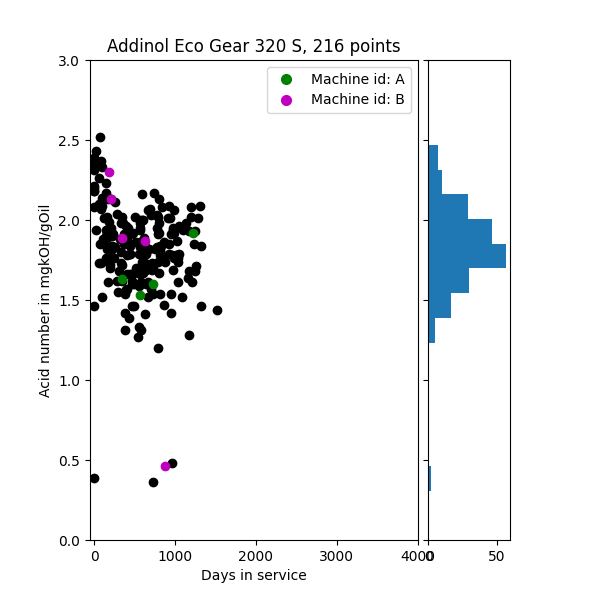 Addinol Eco Gear 320 S, 216 points
Machine id: A
Machine id: B
Acid number in mgkOH/gOil
3.0
2.5
2.0
1.5
1.0
0.5
0.0
0 1000 2000 3000 4000
0 50
Days in service